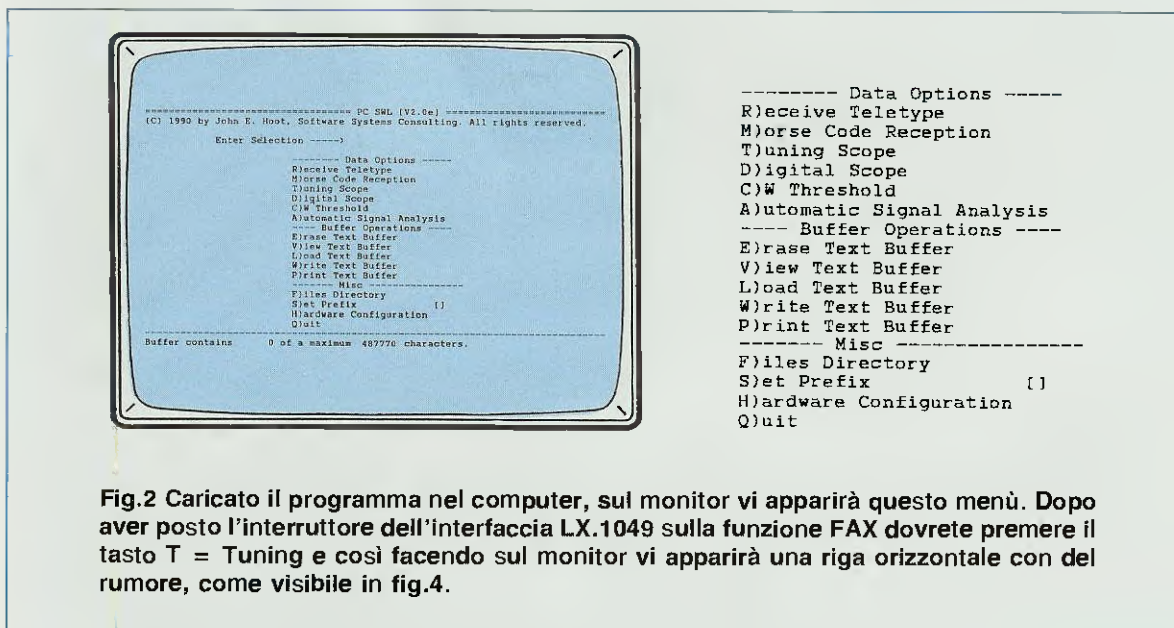 ================================ PC SWL [V2.0e] ===========================
(C) 1990 by John E. Hoot, Software Systems Consulting. All rights reserved.
Enter Selection -----)
-------- Data Options -----
R)eceive Teletype
M)orse Code Reception
T)uning Scope
D)igital Scope
C)W Threshold
A)utomatic Signal Analysis
---- Buffer Operations ----
E)rase Text Buffer
V)iew Text Buffer
L)oad Text Buffer
W)rite Text Buffer
P)rint Text Buffer
------- Misc ----------------
F)iles Directory
S)et Prefix []
H)ardware Configuration
Q)uit
Buffer contains 0 of a maximum 487770 characters.
-------- Data Options -----
R)eceive Teletype
M)orse Code Reception
T)uning Scope
D)igital Scope
C)W Threshold
A)utomatic Signal Analysis
---- Buffer Operations ----
E)rase Text Buffer
V)iew Text Buffer
L)oad Text Buffer
W)rite Text Buffer
P)rint Text Buffer
------- Misc ----------------
F)iles Directory
S)et Prefix []
H)ardware Configuration
Q)uit
Fig.2 Caricato il programma nel computer, sul monitor vi apparirà questo menù. Dopo
aver posto l'interruttore dell'interfaccia LX.1049 sulla funzione FAX dovrete premere il
tasto T = Tuning e così facendo sul monitor vi apparirà una riga orizzontale con del
rumore, come visibile in fig.4.